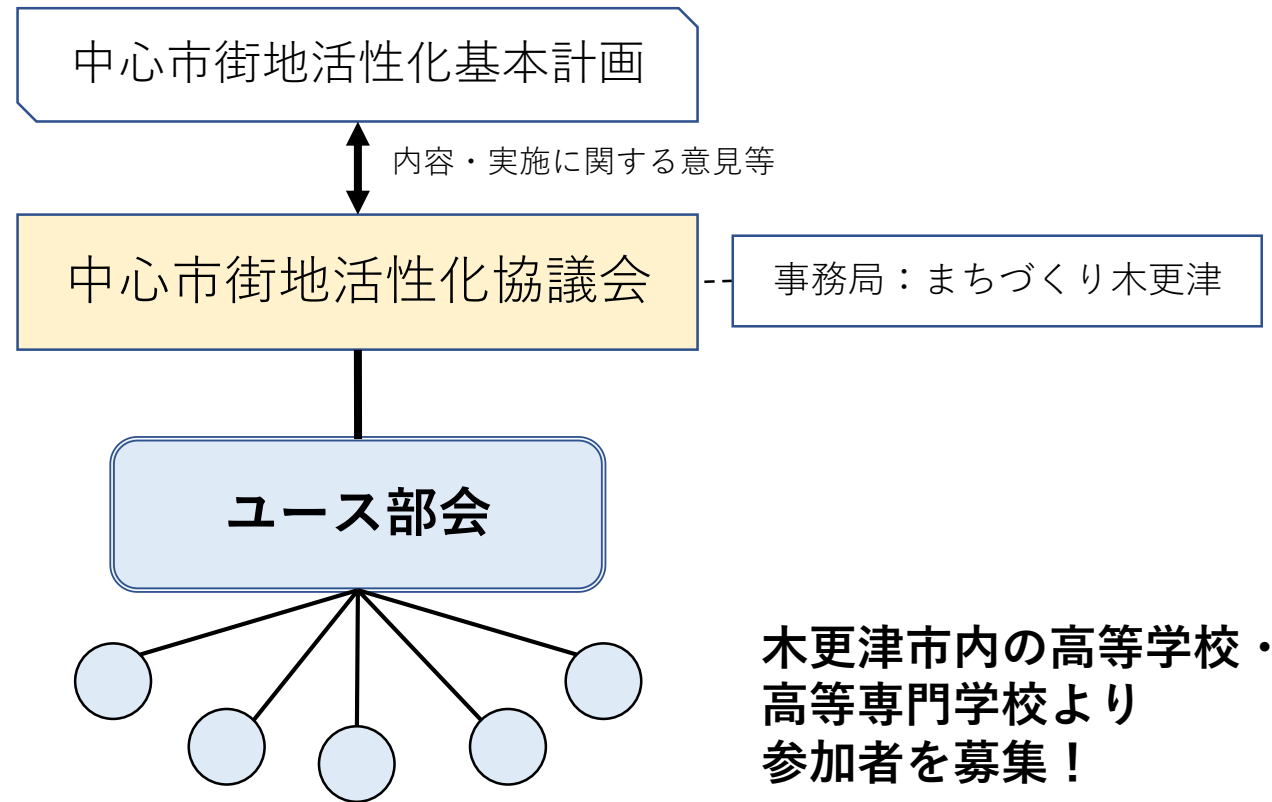 中心市街地活性化基本計画
内容・実施に関する意見等
中心市街地活性化協議会
事務局：まちづくり木更津
ユース部会
木更津市内の高等学校・
高等専門学校より
参加者を募集！